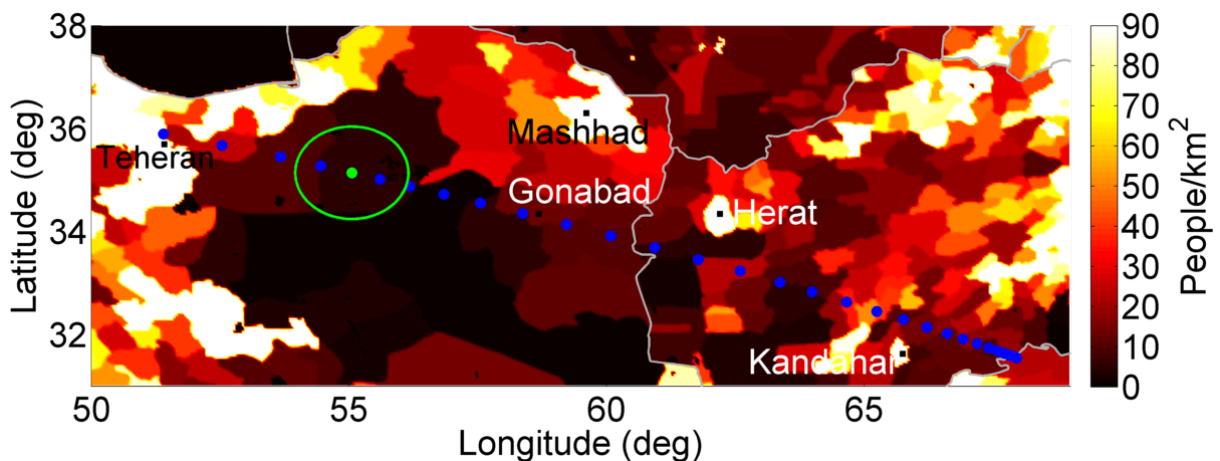 38
36
34
32
Latitude (deg)
50
55
60
65
Longitude (deg)
Teheran
Mashhad
Gonabad
Herat
Kandahar
90
80
70
60
50
40
30
20
10
0
People/km²